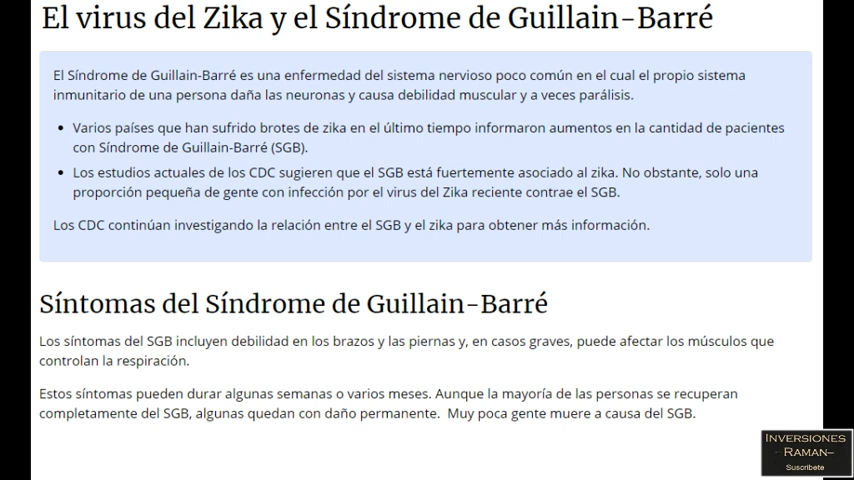 El virus del Zika y el Síndrome de Guillain-Barré
El Síndrome de Guillain-Barré es una enfermedad del sistema nervioso poco común en el cual el propio sistema
inmunitario de una persona daña las neuronas y causa debilidad muscular y a veces parálisis.
• Varios países que han sufrido brotes de zika en el último tiempo informaron aumentos en la cantidad de pacientes
con Síndrome de Guillain-Barré (SGB).
• Los estudios actuales de los CDC sugieren que el SGB está fuertemente asociado al zika. No obstante, solo una
proporción pequeña de gente con infección por el virus del Zika reciente contrae el SGB.
Los CDC continúan investigando la relación entre el SGB y el zika para obtener más información.
Síntomas del Síndrome de Guillain-Barré
Los síntomas del SGB incluyen debilidad en los brazos y las piernas y, en casos graves, puede afectar los músculos que
controlan la respiración.
Estos síntomas pueden durar algunas semanas o varios meses. Aunque la mayoría de las personas se recuperan
completamente del SGB, algunas quedan con daño permanente. Muy poca gente muere a causa del SGB.
INVERSIONES
-RAMAN-
Suscribete